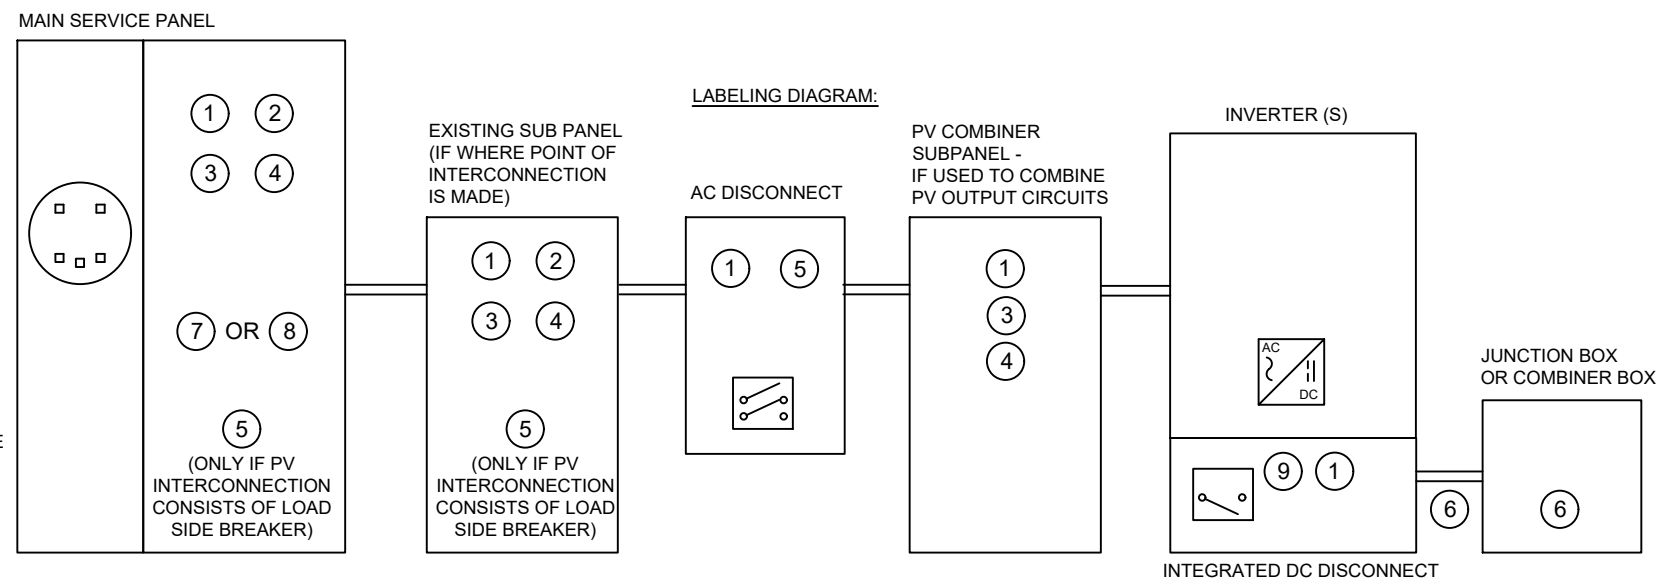 MAIN SERVICE PANEL
1 2
3 4
7 OR 8
5
(ONLY IF PV
INTERCONNECTION
CONSISTS OF LOAD
SIDE BREAKER)
E
EXISTING SUB PANEL
(IF WHERE POINT OF
INTERCONNECTION
IS MADE)
1 2
3 4
5
(ONLY IF PV
INTERCONNECTION
CONSISTS OF LOAD
SIDE BREAKER)
LABELING DIAGRAM:
AC DISCONNECT
1 5
PV COMBINER
SUBPANEL -
IF USED TO COMBINE
PV OUTPUT CIRCUITS
1
3
4
INVERTER (S)
AC
DC
9 1
INTEGRATED DC DISCONNECT
6
JUNCTION BOX
OR COMBINER BOX
6